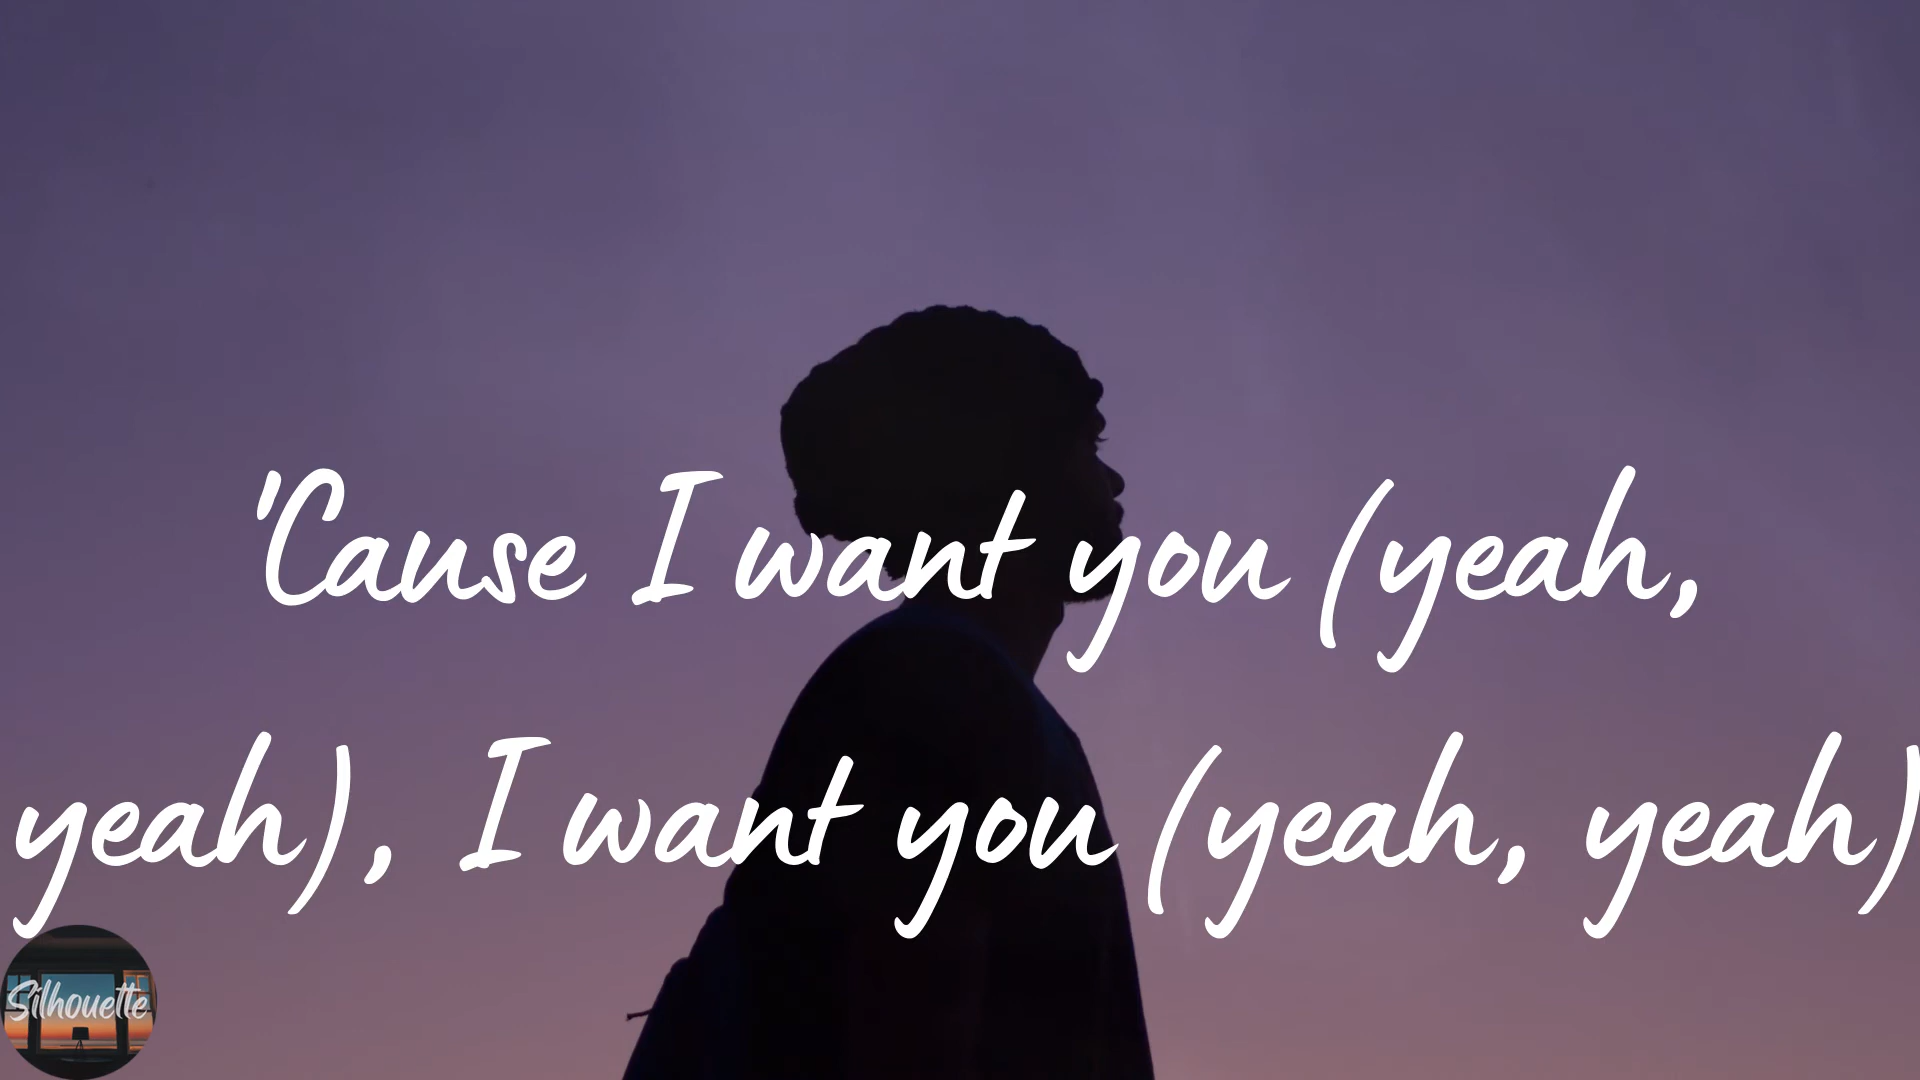 'Cause I want you (yeah,
yeah), I want you (yeah, yeah)
Silhouette